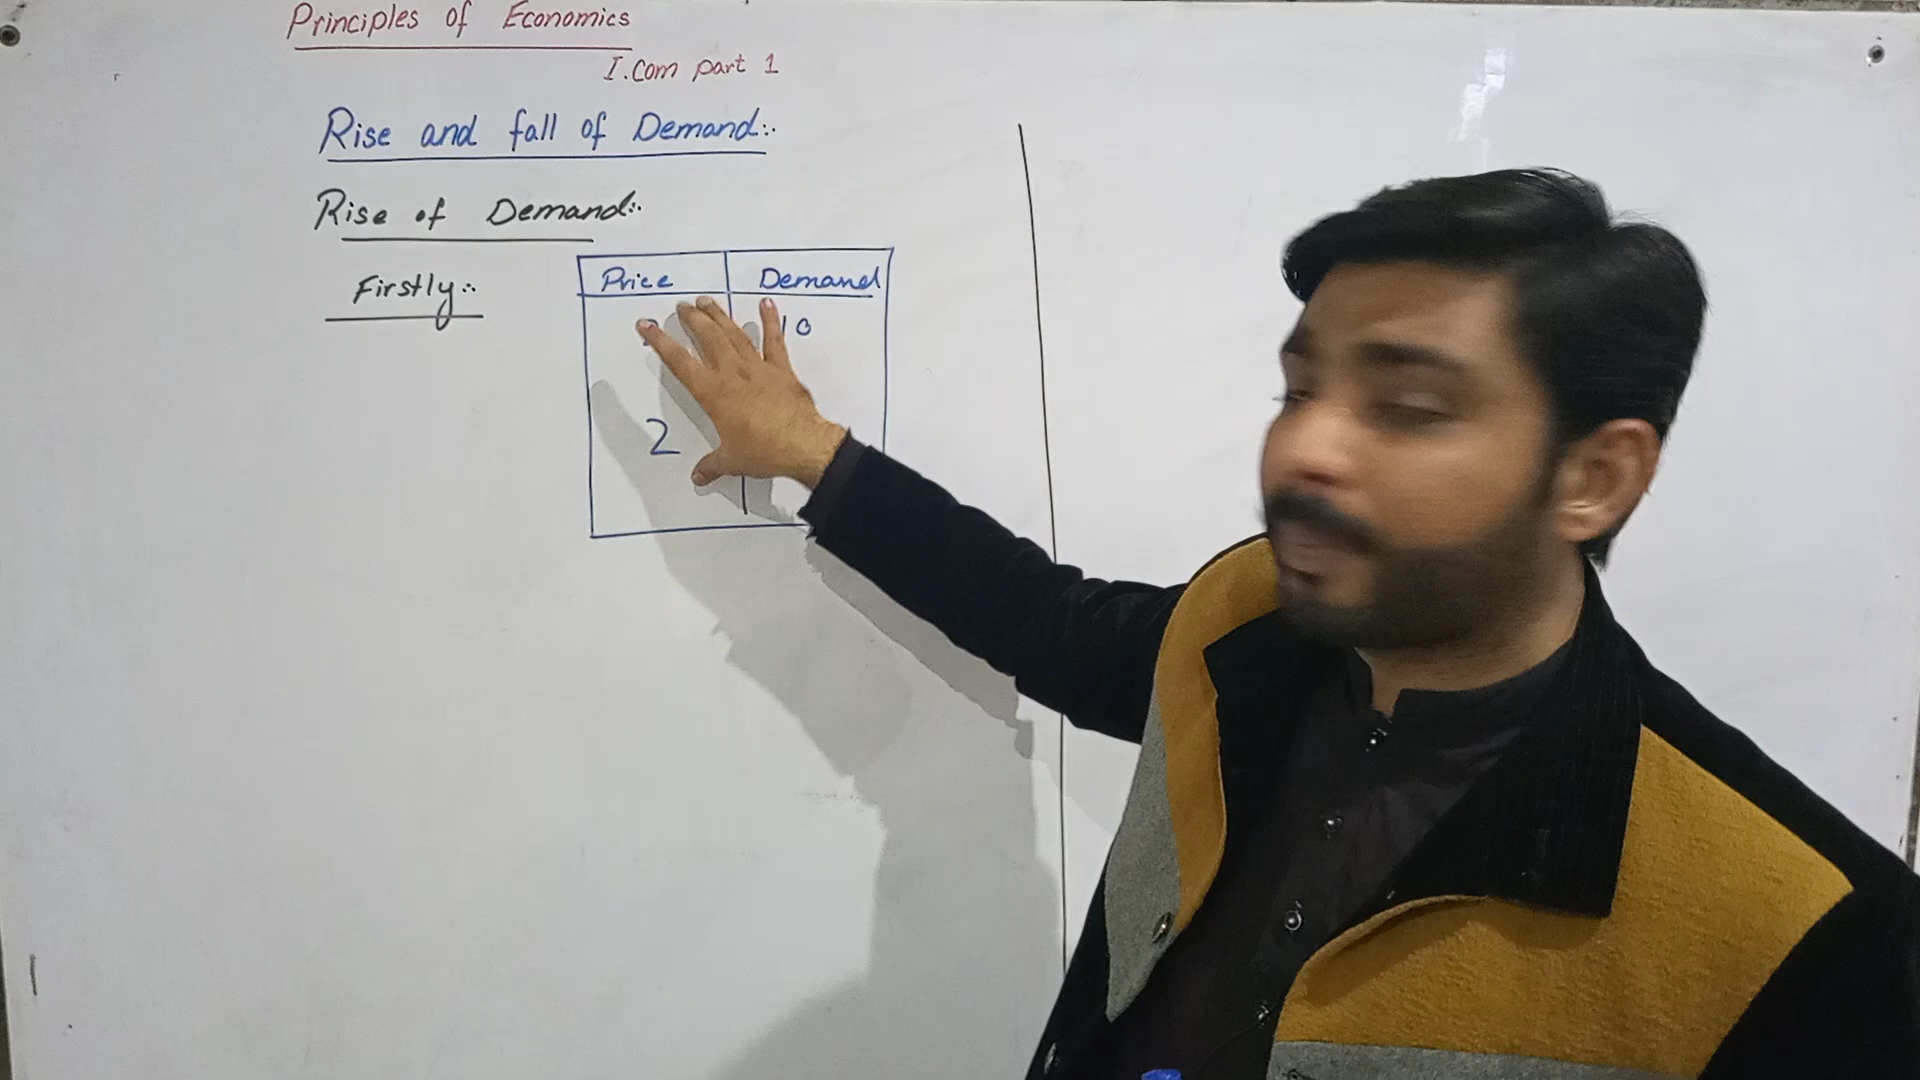 Principles of Economics
I.Com part 1
Rise and fall of Demand:.
Rise of Demand:.
Firstly:.
Price Demand
10
2